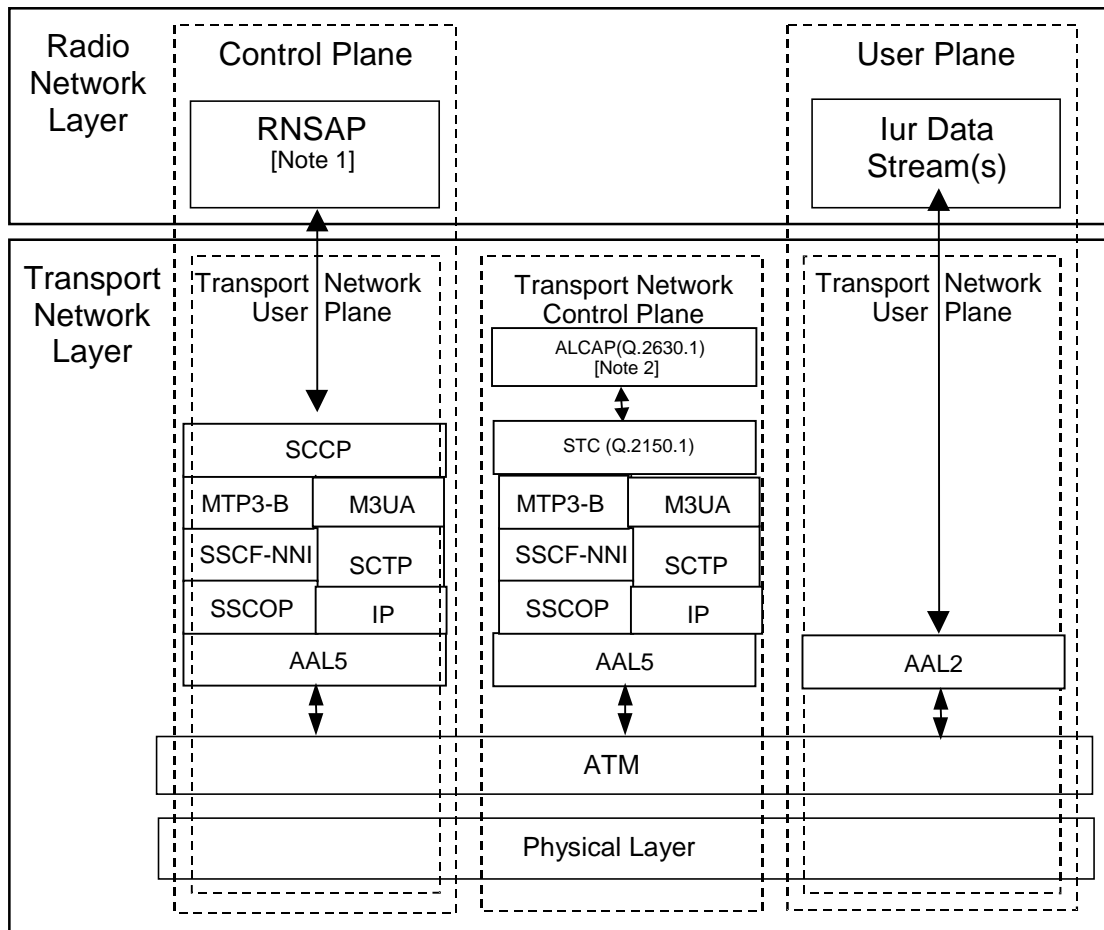 Radio
Network
Layer
Control Plane
RNSAP
[Note 1]
User Plane
Iur Data
Stream(s)
Transport
Network
Layer
Transport Network
User Plane
Transport Network
Control Plane
Transport Network
User Plane
ALCAP(Q.2630.1)
[Note 2]
SCCP
STC (Q.2150.1)
MTP3-B
M3UA
SSCF-NNI
SCTP
SSCOP
IP
AAL5
MTP3-B
M3UA
SSCF-NNI
SCTP
SSCOP
IP
AAL5
AAL2
ATM
Physical Layer